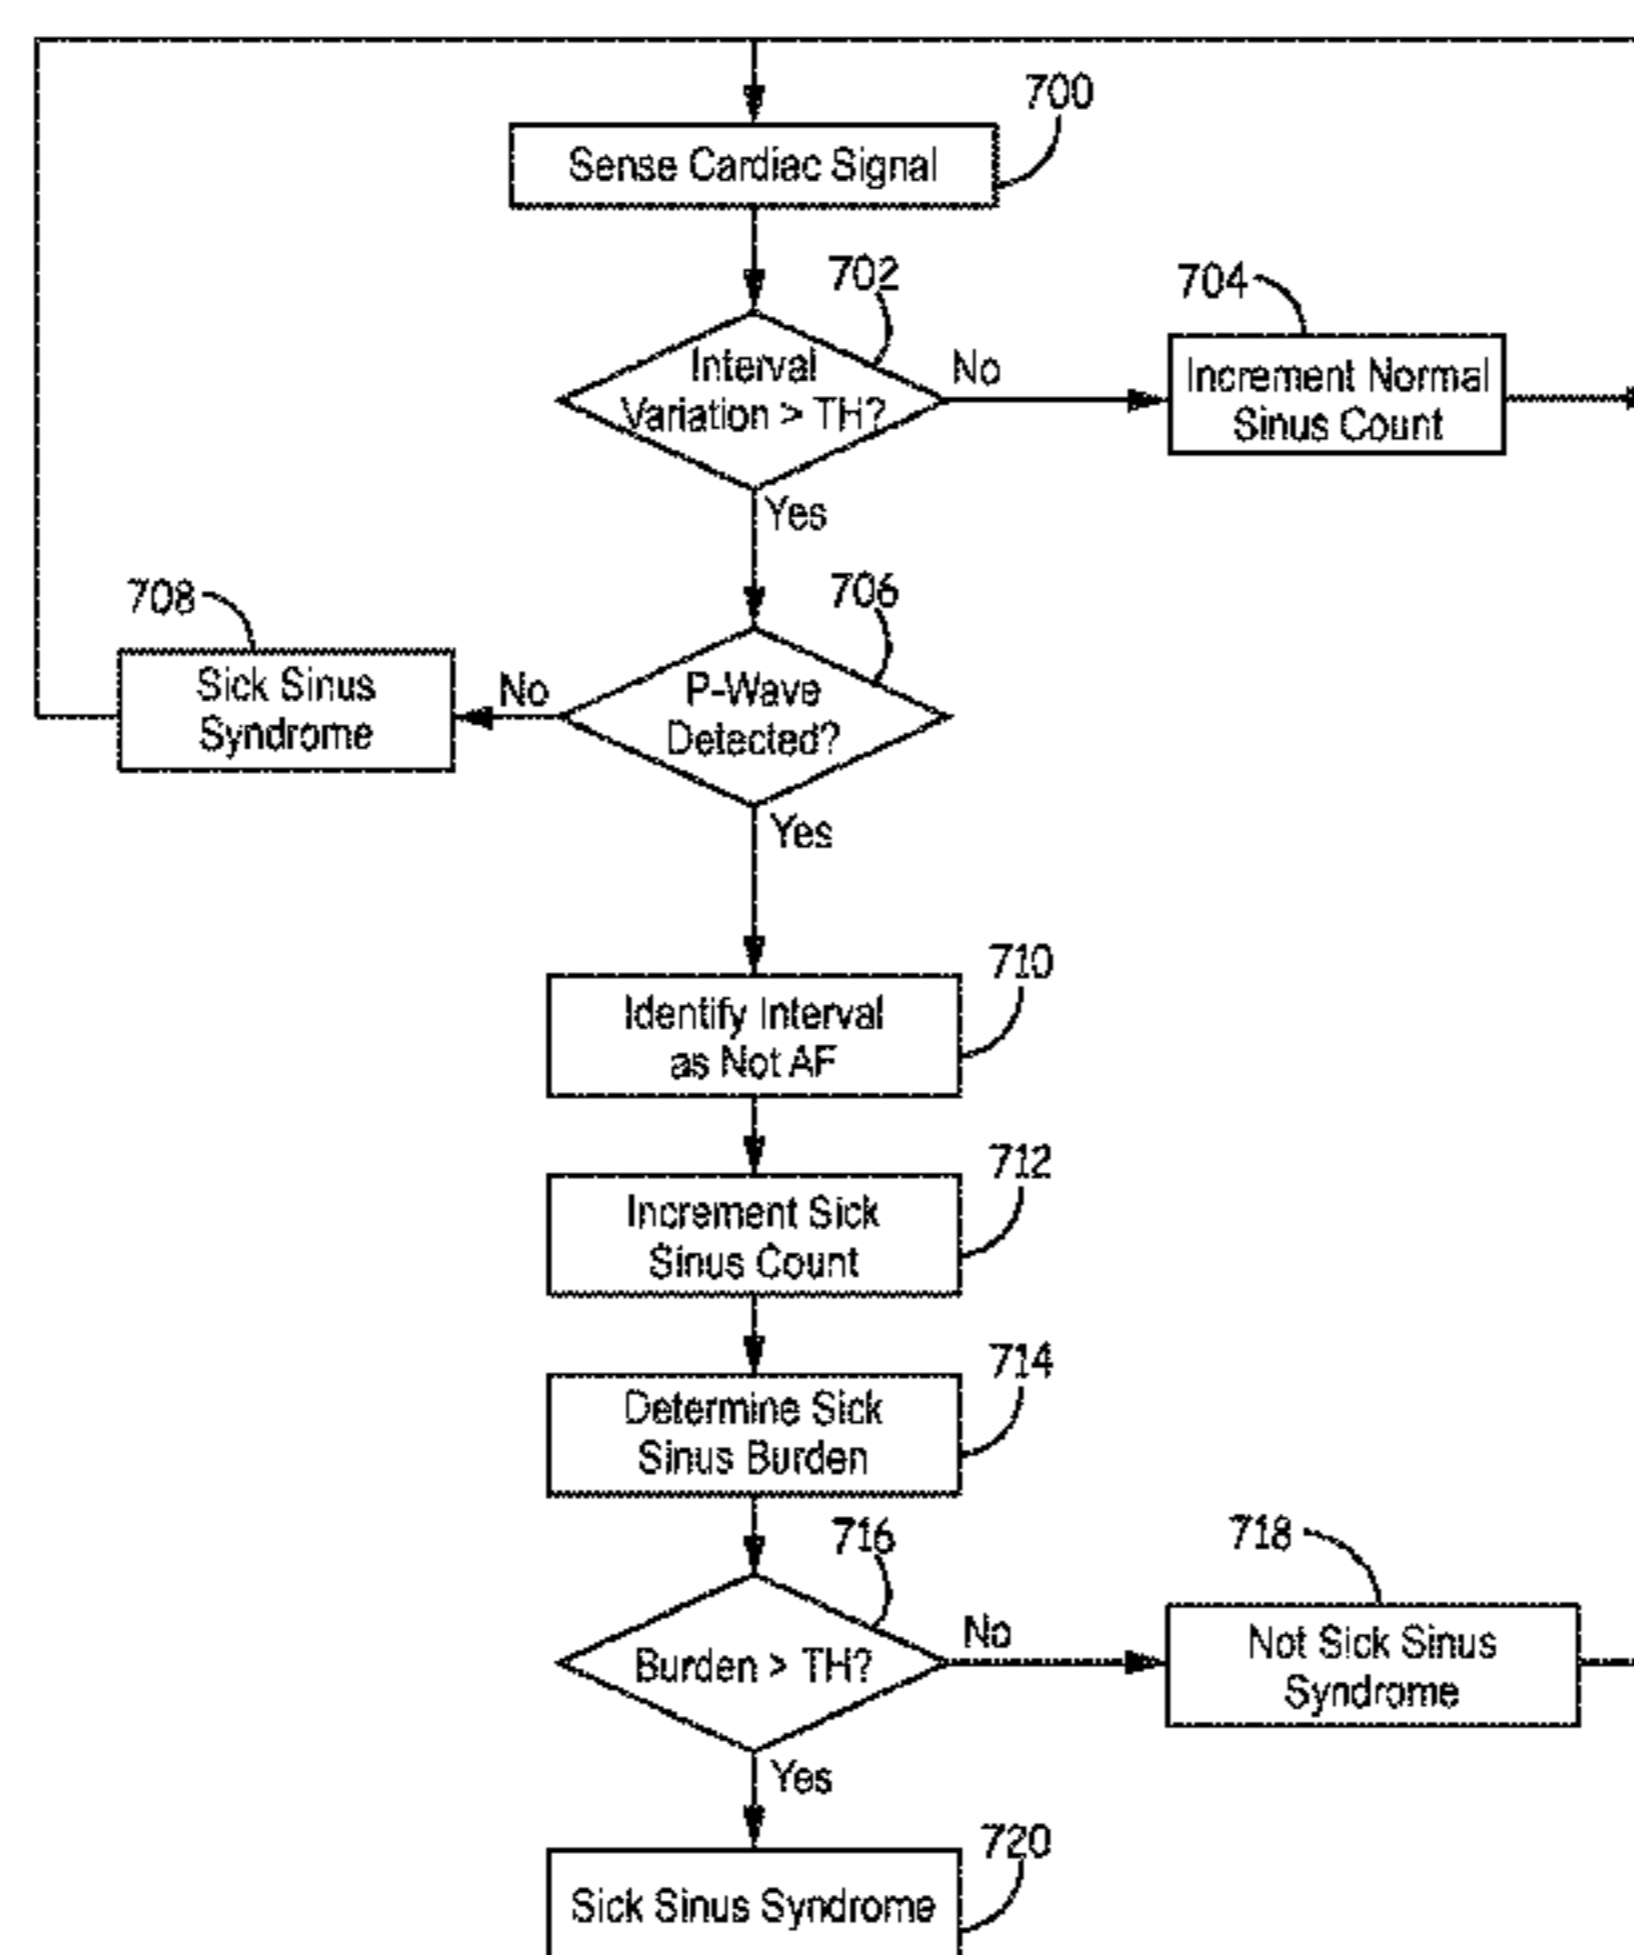 700
Sense Cardiac Signal
702
704
Interval
Variation > TH?
No
Increment Normal
Sinus Count
Yes
706
708
Sick Sinus
Syndrome
No
P-Wave
Detected?
Yes
710
Identify Interval
as Not AF
712
Increment Sick
Sinus Count
714
Determine Sick
Sinus Burden
716
718
Burden > TH?
No
Not Sick Sinus
Syndrome
Yes
720
Sick Sinus Syndrome